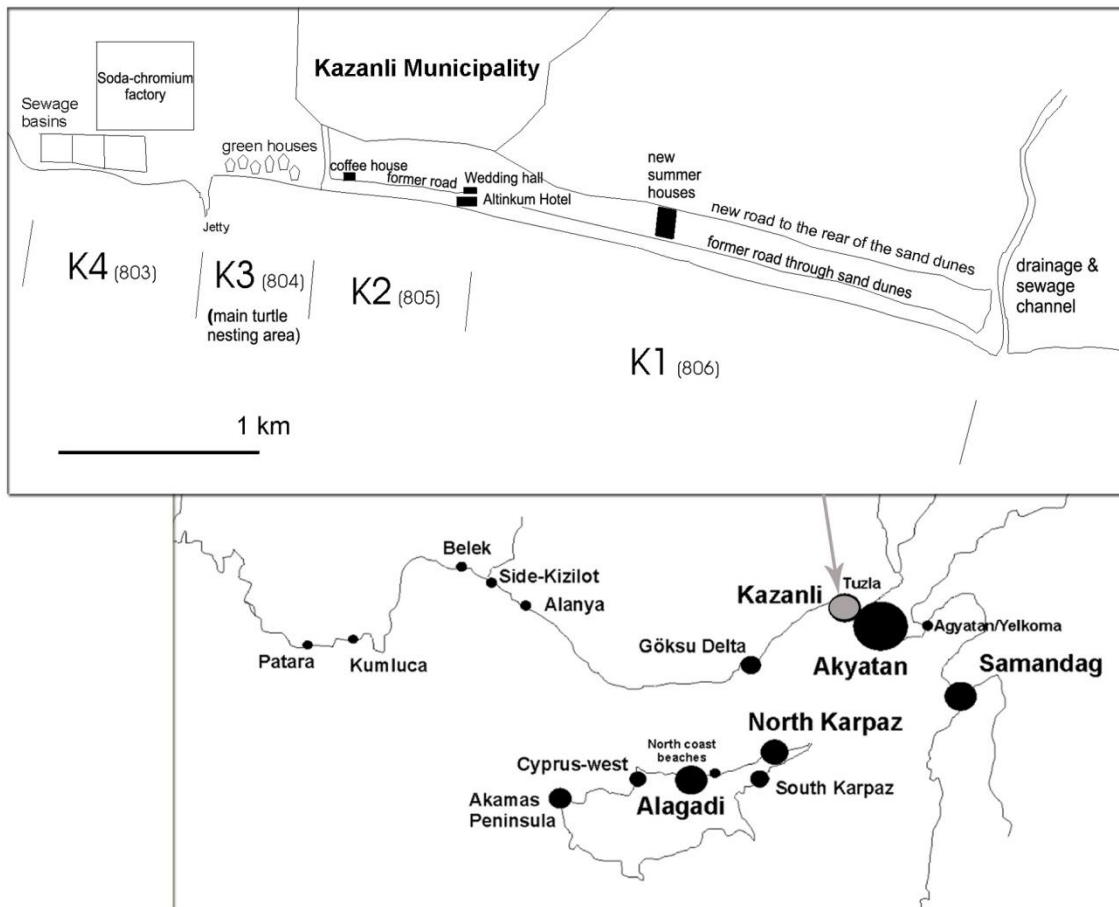 Kazanli Municipality
Soda-chromium
factory
Sewage
basins
green houses
coffee house
former road
Wedding hall
Altinkum Hotel
new
summer
houses
new road to the rear of the sand dunes
former road through sand dunes
drainage &
sewage
channel
Jetty
K4 (803)
K3 (804)
(main turtle
nesting area)
K2 (805)
K1 (806)
1 km
Belek
Side-Kizilot
Alanya
Patara
Kumluca
Göksu Delta
Kazanli
Tuzla
Akyatan
Agyatan/Yelkoma
Samandag
North Karpaz
North coast
beaches
Cyprus-west
Alagadi
South Karpaz
Akamas
Peninsula